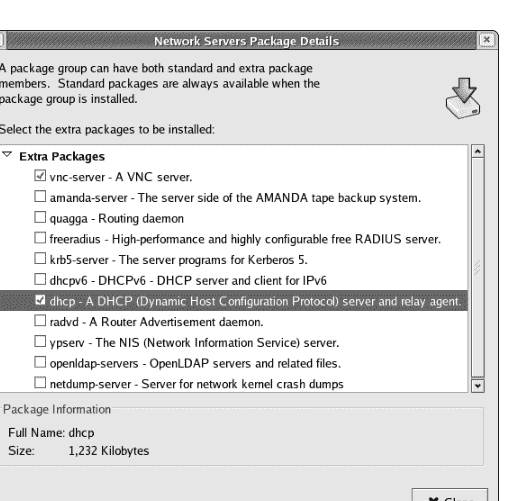 Network Servers Package Details
A package group can have both standard and extra package
members. Standard packages are always available when the
package group is installed.
Select the extra packages to be installed:
Extra Packages
vnc-server - A VNC server.
amanda-server - The server side of the AMANDA tape backup system.
quagga - Routing daemon
freeradius - High-performance and highly configurable free RADIUS server.
krb5-server - The server programs for Kerberos 5.
dhcpv6 - DHCPv6 - DHCP server and client for IPv6
dhcp - A DHCP (Dynamic Host Configuration Protocol) server and relay agent.
radvd - A Router Advertisement daemon.
ypserv - The NIS (Network Information Service) server.
openldap-servers - OpenLDAP servers and related files.
netdump-server - Server for network kernel crash dumps
Package Information
Full Name: dhcp
Size: 1,232 Kilobytes